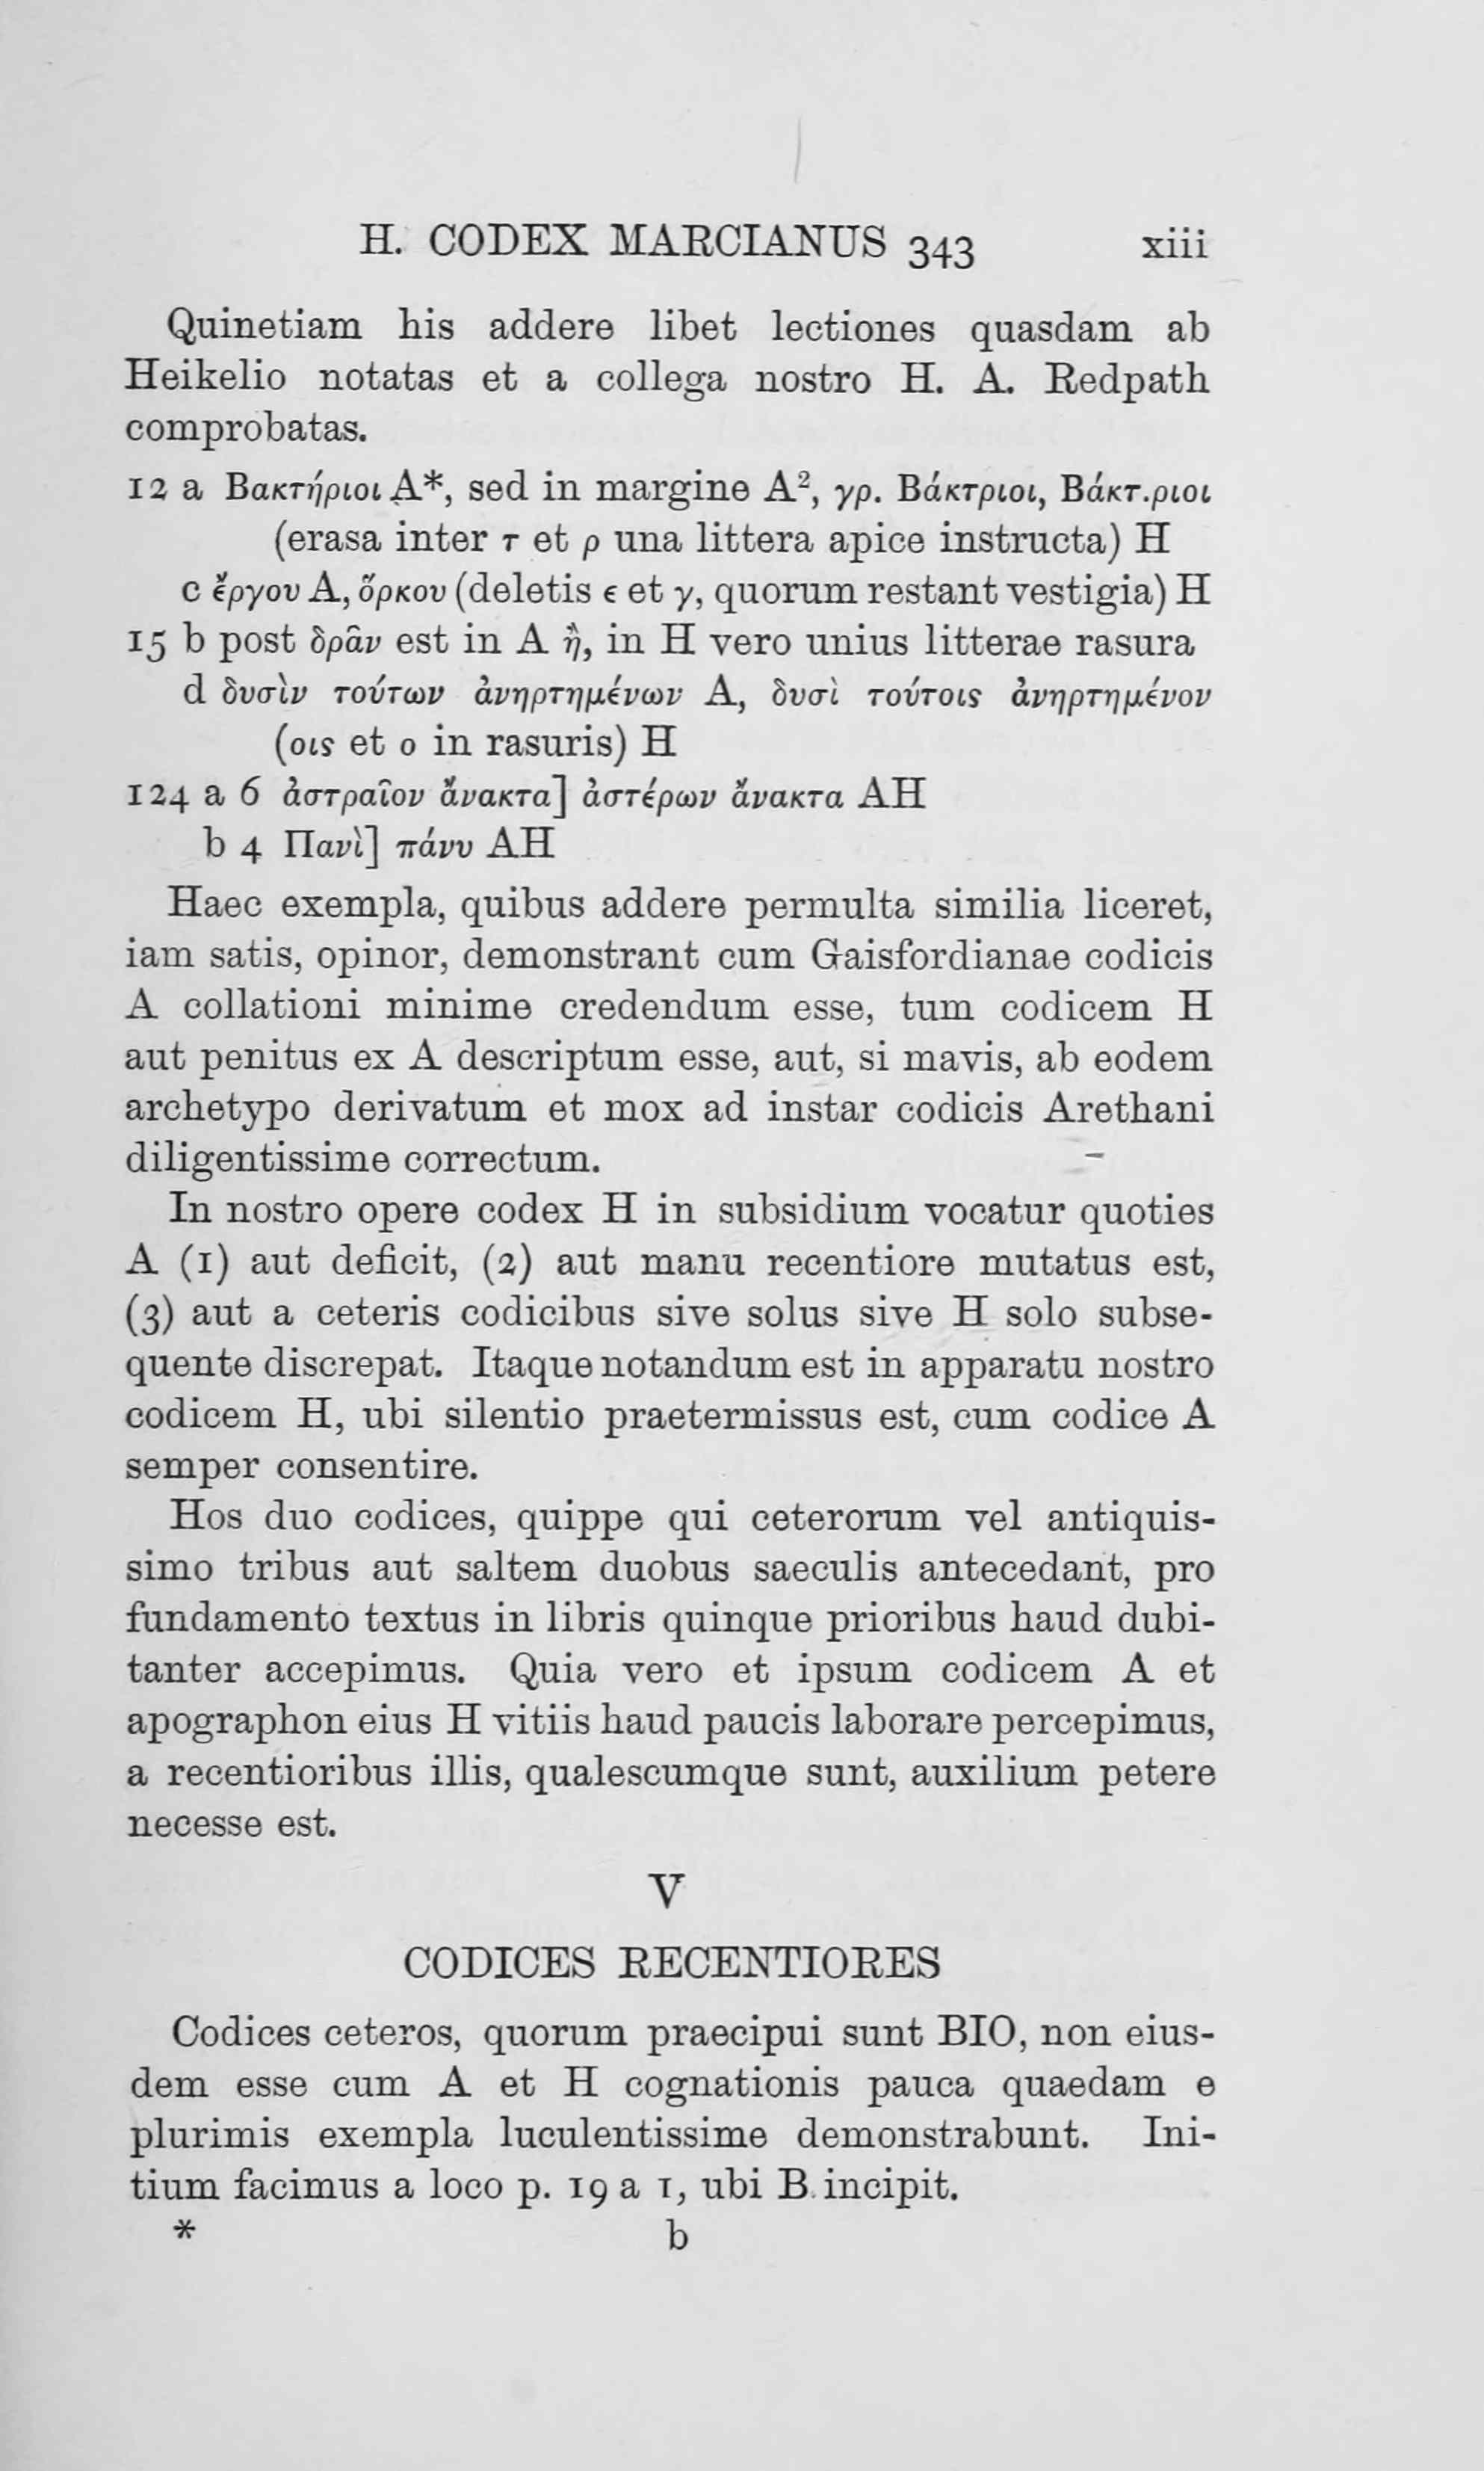 H. CODEX MARCIANUS 343 xiii
Quinetiam his addere libet lectiones quasdam ab
Heikelio notatas et a collega nostro H. A. Redpath
comprobatas.
12 a Βακτήριοι A*, sed in margine A², γρ. Βάκτριοι, Βάκτ.ριοι
(erasa inter τ et ρ una littera apice instructa) H
c ἔργου A, ὅρκου (deletis ε et γ, quorum restant vestigia) H
15 b post δρᾶν est in A ἢ, in H vero unius litterae rasura
d δυσὶν τούτων ἀνηρτημένων A, δυσὶ τούτοις ἀνηρτημένον
(οις et ο in rasuris) H
124 a 6 ἀστραῖον ἄνακτα] ἀστέρων ἄνακτα AH
b 4 Πανὶ] πάνυ AH
Haec exempla, quibus addere permulta similia liceret,
iam satis, opinor, demonstrant cum Gaisfordianae codicis
A collationi minime credendum esse, tum codicem H
aut penitus ex A descriptum esse, aut, si mavis, ab eodem
archetypo derivatum et mox ad instar codicis Arethani
diligentissime correctum.
In nostro opere codex H in subsidium vocatur quoties
A (1) aut deficit, (2) aut manu recentiore mutatus est,
(3) aut a ceteris codicibus sive solus sive H solo subse-
quente discrepat. Itaque notandum est in apparatu nostro
codicem H, ubi silentio praetermissus est, cum codice A
semper consentire.
Hos duo codices, quippe qui ceterorum vel antiquis-
simo tribus aut saltem duobus saeculis antecedant, pro
fundamento textus in libris quinque prioribus haud dubi-
tanter accepimus. Quia vero et ipsum codicem A et
apographon eius H vitiis haud paucis laborare percepimus,
a recentioribus illis, qualescumque sunt, auxilium petere
necesse est.
V
CODICES RECENTIORES
Codices ceteros, quorum praecipui sunt BIO, non eius-
dem esse cum A et H cognationis pauca quaedam e
plurimis exempla luculentissime demonstrabunt. Ini-
tium facimus a loco p. 19 a 1, ubi B incipit.
* b